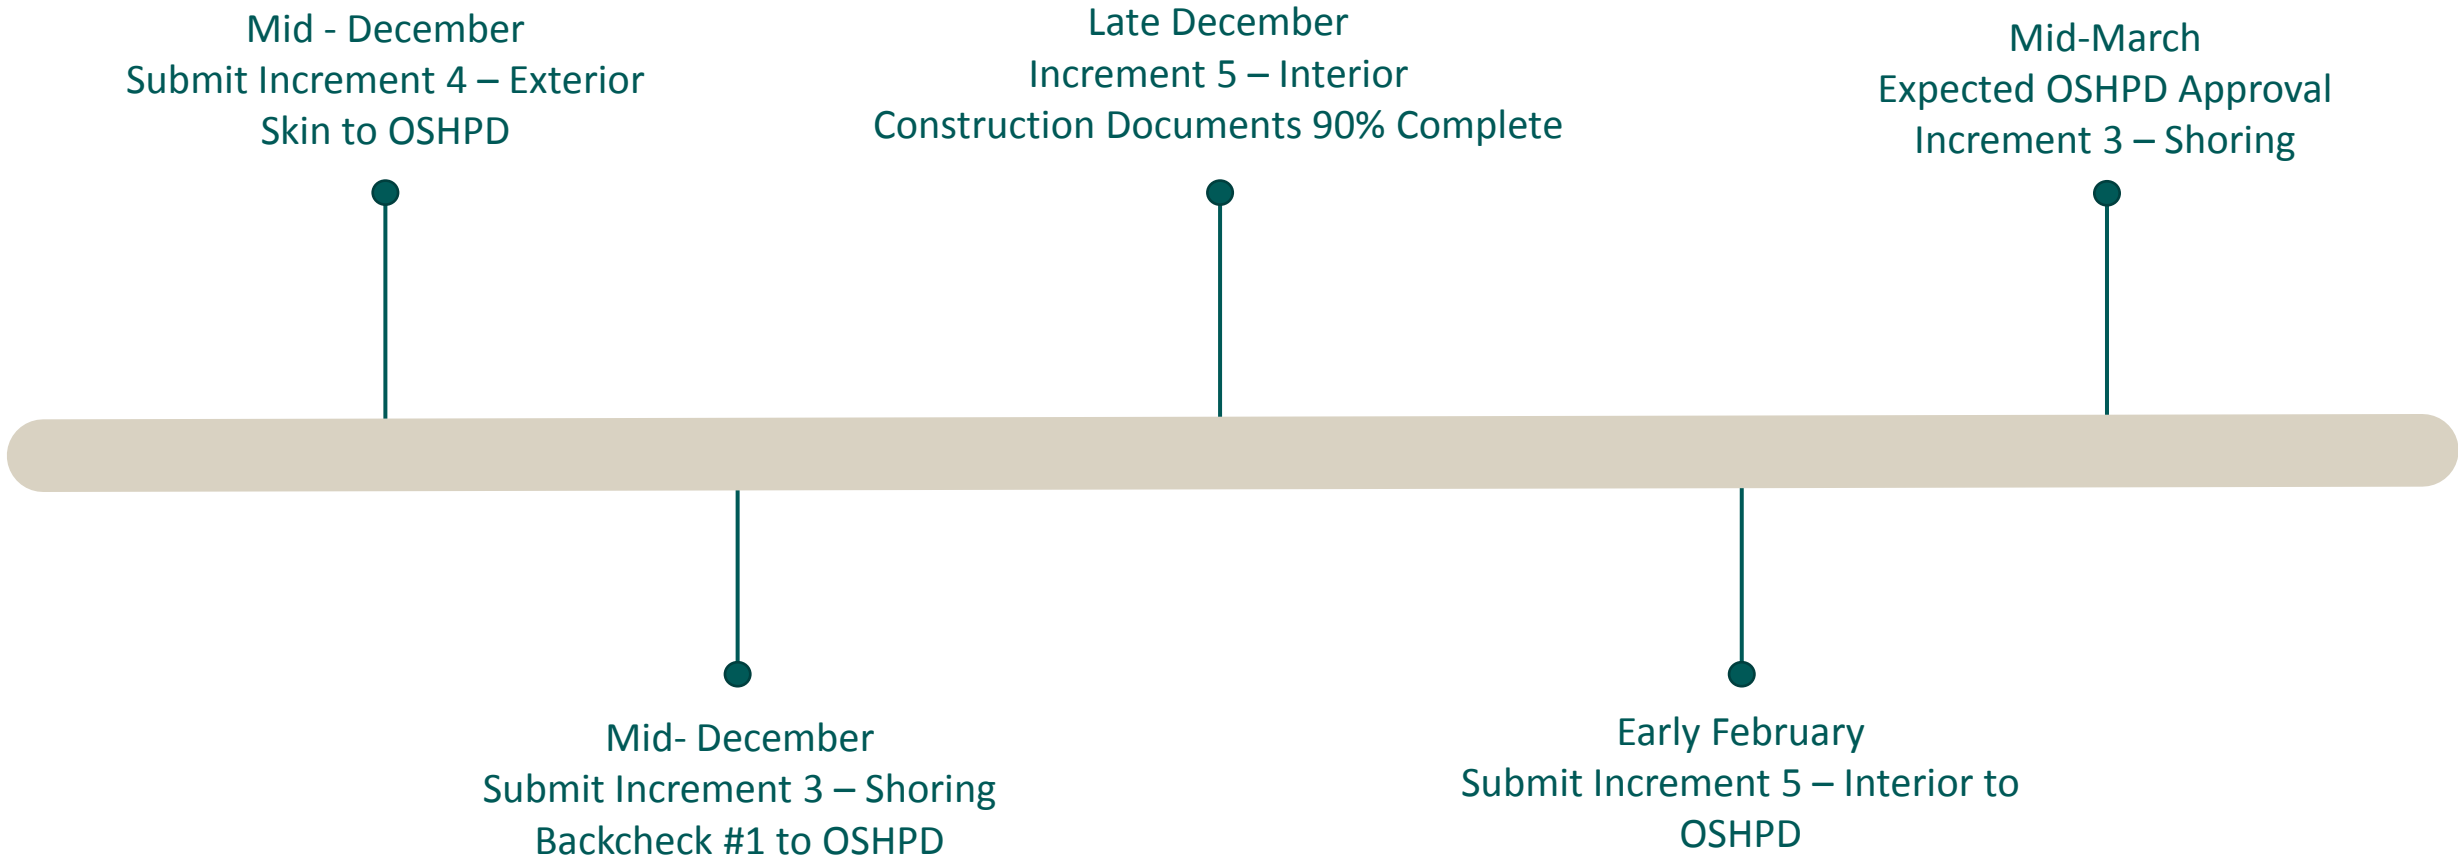 Mid - December
Submit Increment 4 – Exterior
Skin to OSHPD
Late December
Increment 5 – Interior
Construction Documents 90% Complete
Mid-March
Expected OSHPD Approval
Increment 3 – Shoring
Mid- December
Submit Increment 3 – Shoring
Backcheck #1 to OSHPD
Early February
Submit Increment 5 – Interior to
OSHPD